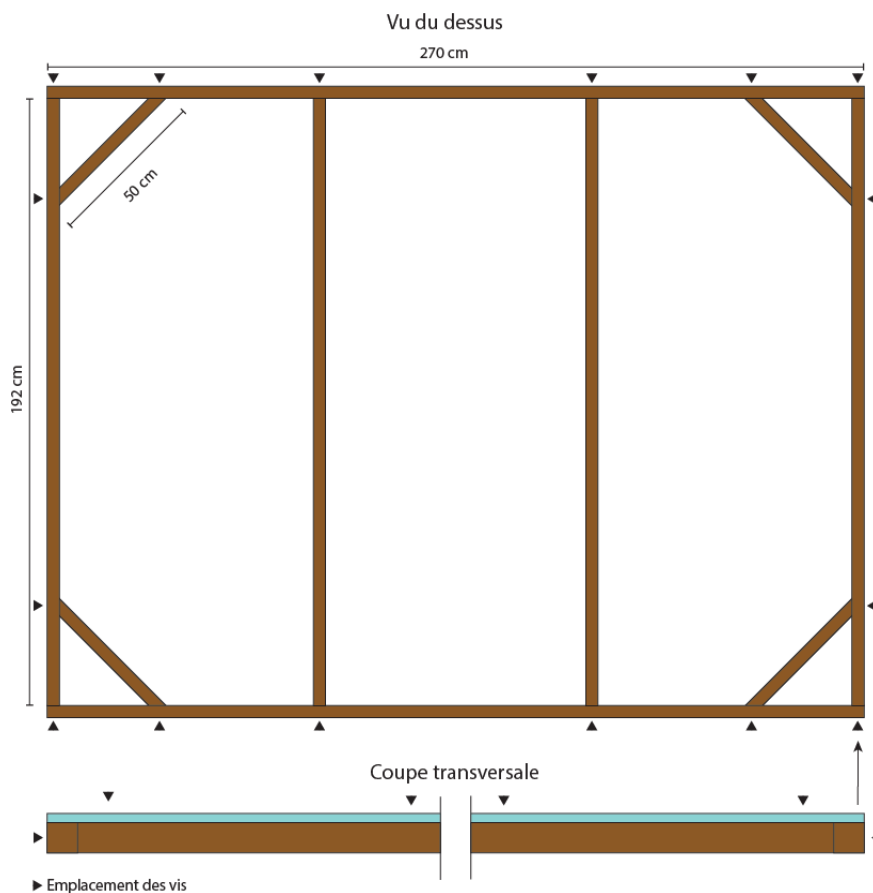 Vu du dessus
270 cm
50 cm
192 cm
Coupe transversale
Emplacement des vis